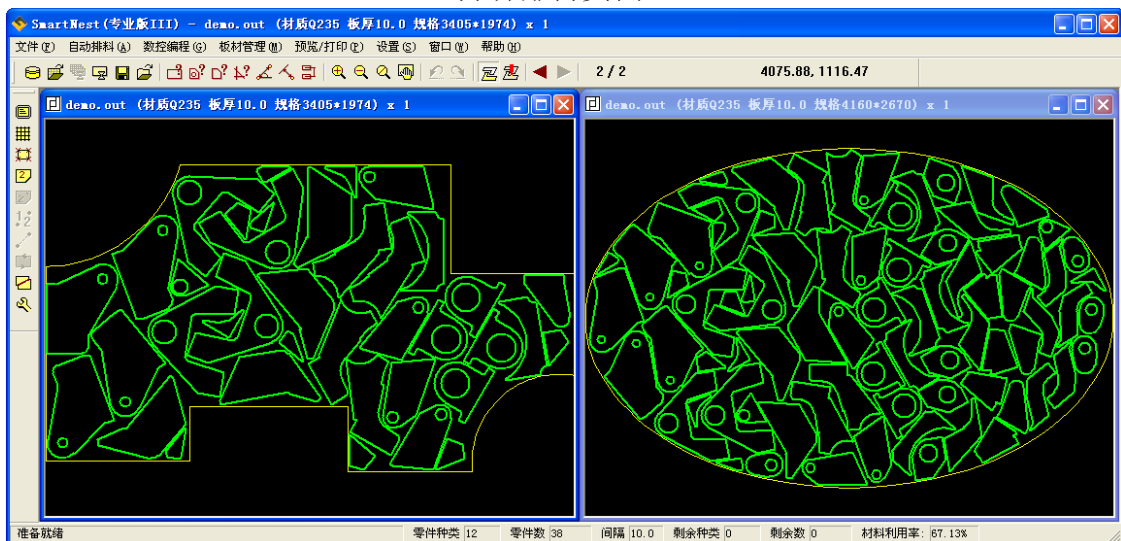 SmartNest(专业版III) - demo.out (材质Q235 板厚10.0 规格3405*1974) x 1
文件(F) 自动排料(A) 数控编程(G) 板材管理(M) 预览/打印(P) 设置(S) 窗口(W) 帮助(H)
2 / 2 4075.88, 1116.47
demo.out (材质Q235 板厚10.0 规格3405*1974) x 1
demo.out (材质Q235 板厚10.0 规格4160*2670) x 1
准备就绪 零件种类 12 零件数 38 间隔 10.0 剩余种类 0 剩余数 0 材料利用率: 67.13%